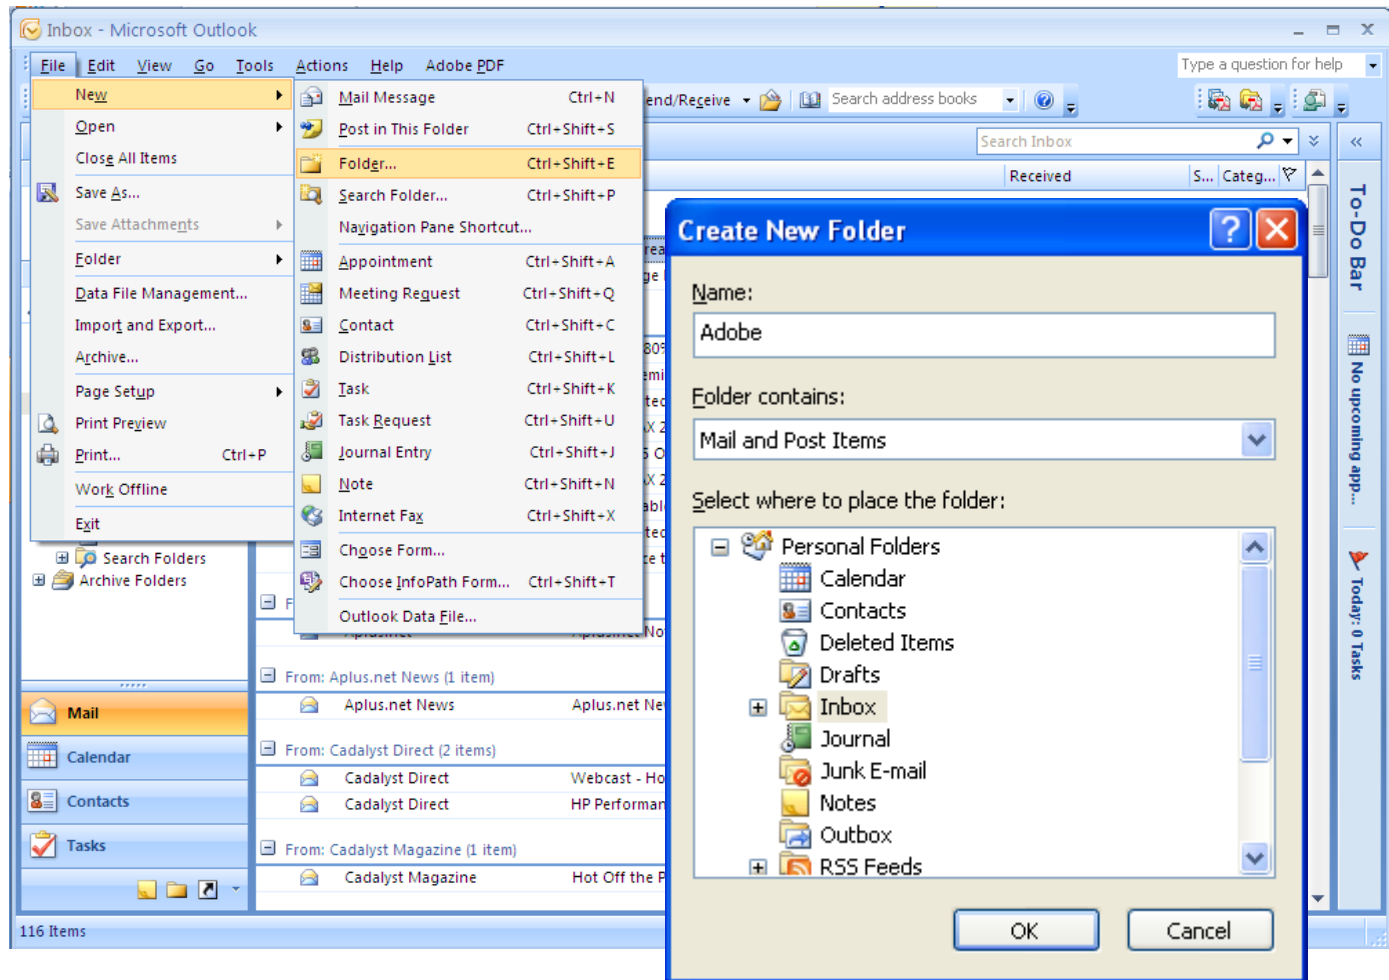 Inbox - Microsoft Outlook
File Edit View Go Tools Actions Help Adobe PDF
Type a question for help
New
Open
Close All Items
Save As...
Save Attachments
Folder
Data File Management...
Import and Export...
Archive...
Page Setup
Print Preview
Print... Ctrl+P
Work Offline
Exit
Mail Message Ctrl+N
Post in This Folder Ctrl+Shift+S
Folder... Ctrl+Shift+E
Search Folder... Ctrl+Shift+P
Navigation Pane Shortcut...
Appointment Ctrl+Shift+A
Meeting Request Ctrl+Shift+Q
Contact Ctrl+Shift+C
Distribution List Ctrl+Shift+L
Task Ctrl+Shift+K
Task Request Ctrl+Shift+U
Journal Entry Ctrl+Shift+J
Note Ctrl+Shift+N
Internet Fax Ctrl+Shift+X
Choose Form...
Choose InfoPath Form... Ctrl+Shift+T
Outlook Data File...
end/Receive Search address books
Search Inbox
Received S... Categ...
Create New Folder
Name:
Adobe
Folder contains:
Mail and Post Items
Select where to place the folder:
Personal Folders
Calendar
Contacts
Deleted Items
Drafts
Inbox
Journal
Junk E-mail
Notes
Outbox
RSS Feeds
OK Cancel
To-Do Bar
No upcoming app...
Today: 0 Tasks
Search Folders
Archive Folders
Mail
Calendar
Contacts
Tasks
From: Aplus.net News (1 item)
Aplus.net News Aplus.net Ne
From: Cadalyst Direct (2 items)
Cadalyst Direct Webcast - Ho
Cadalyst Direct HP Performan
From: Cadalyst Magazine (1 item)
Cadalyst Magazine Hot Off the P
116 Items